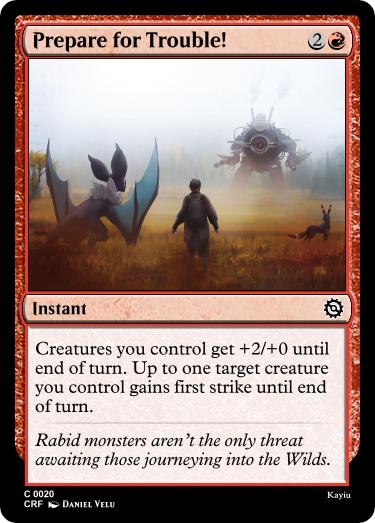 Prepare for Trouble! 2
Instant
Creatures you control get +2/+0 until
end of turn. Up to one target creature
you control gains first strike until end
of turn.
Rabid monsters aren't the only threat
awaiting those journeying into the Wilds.
C 0020
CRF DANIEL VELU
Kayiu